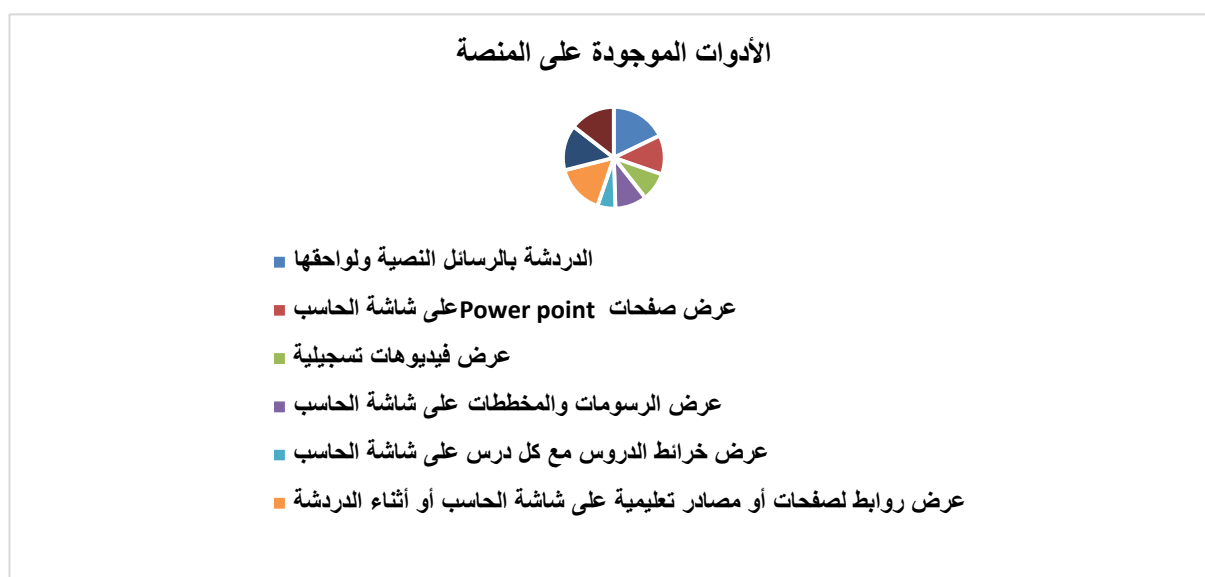 الأدوات الموجودة على المنصة
الدردشة بالرسائل النصية ولواحقها
عرض صفحات Power point على شاشة الحاسب
عرض فيديوهات تسجيلية
عرض الرسومات والمخططات على شاشة الحاسب
عرض خرائط الدروس مع كل درس على شاشة الحاسب
عرض روابط لصفحات أو مصادر تعليمية على شاشة الحاسب أو أثناء الدردشة